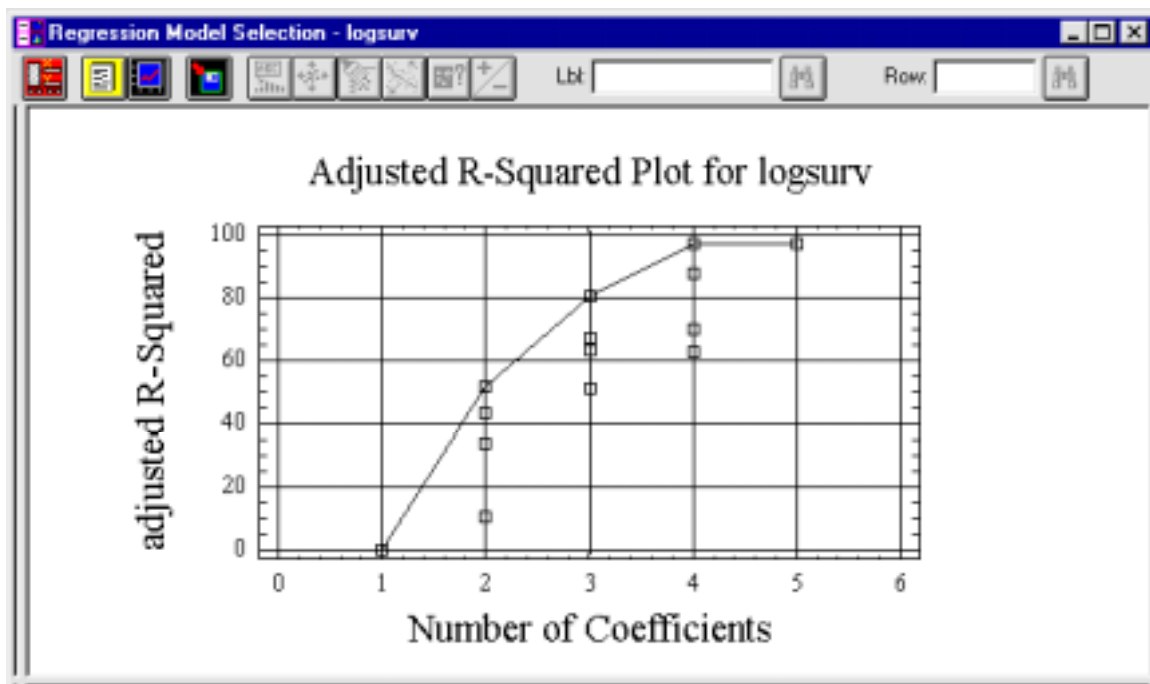 Regression Model Selection - logsurv
Lbl: Row:
Adjusted R-Squared Plot for logsurv
adjusted R-Squared
100
80
60
40
20
0
0 1 2 3 4 5 6
Number of Coefficients